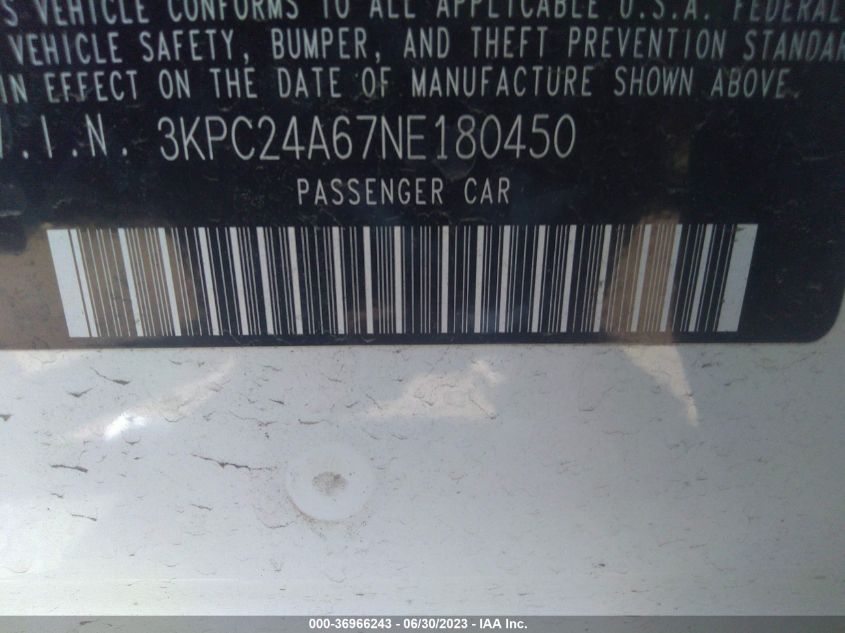 S VEHICLE CONFORMS TO ALL APPLICABLE U.S.A. FEDERAL
VEHICLE SAFETY, BUMPER, AND THEFT PREVENTION STANDAR
IN EFFECT ON THE DATE OF MANUFACTURE SHOWN ABOVE.
.I.N. 3KPC24A67NE180450
PASSENGER CAR
000-36966243 - 06/30/2023 - IAA Inc.